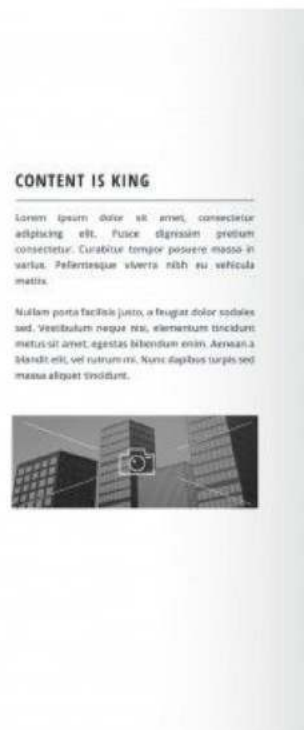 CONTENT IS KING
Lorem ipsum dolor sit amet, consectetur
adipiscing elit. Fusce dignissim pretium
consectetur. Curabitur tempor posuere massa in
varius. Pellentesque viverra nibh eu vehicula
mattis.
Nullam porta facilisis justo, a feugiat dolor sodales
sed. Vestibulum neque nisi, elementum tincidunt
metus sit amet, egestas bibendum enim. Aenean a
blandit elit, vel rutrum mi. Nunc dapibus turpis sed
massa aliquet tincidunt.